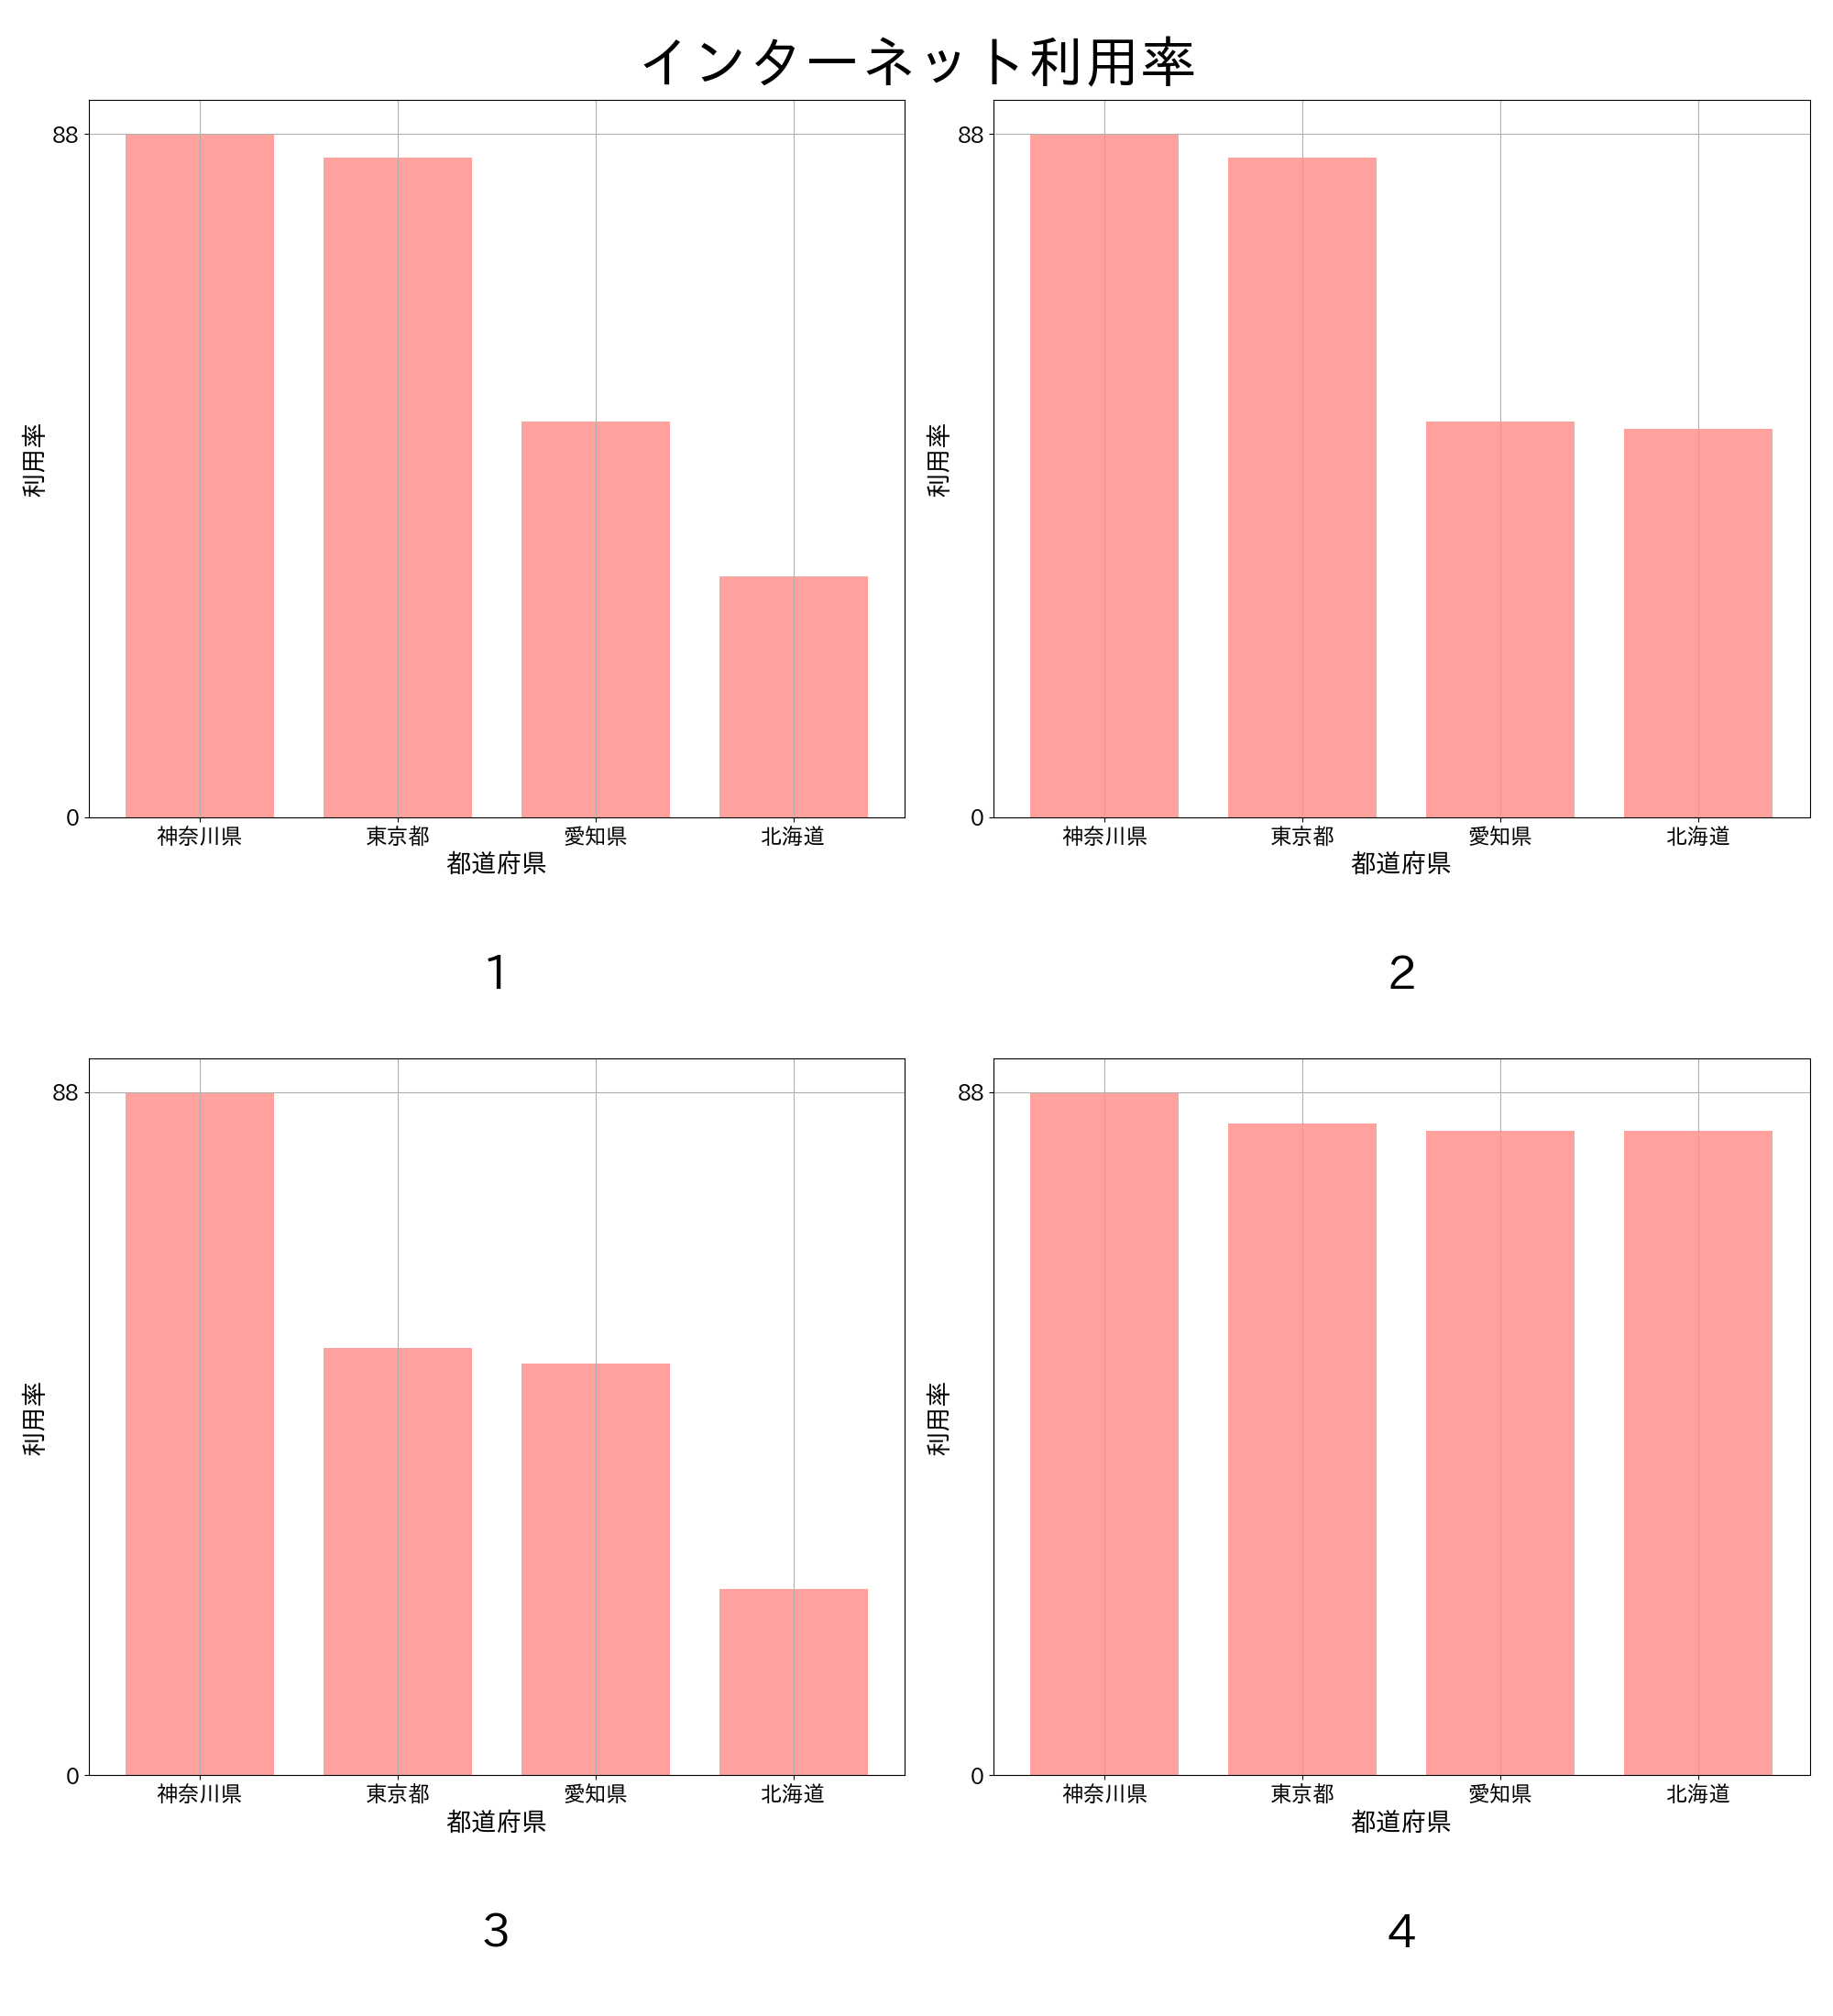 インターネット利用率
88
0
利用率
神奈川県 東京都 愛知県 北海道
都道府県
1
88
0
利用率
神奈川県 東京都 愛知県 北海道
都道府県
2
88
0
利用率
神奈川県 東京都 愛知県 北海道
都道府県
3
88
0
利用率
神奈川県 東京都 愛知県 北海道
都道府県
4